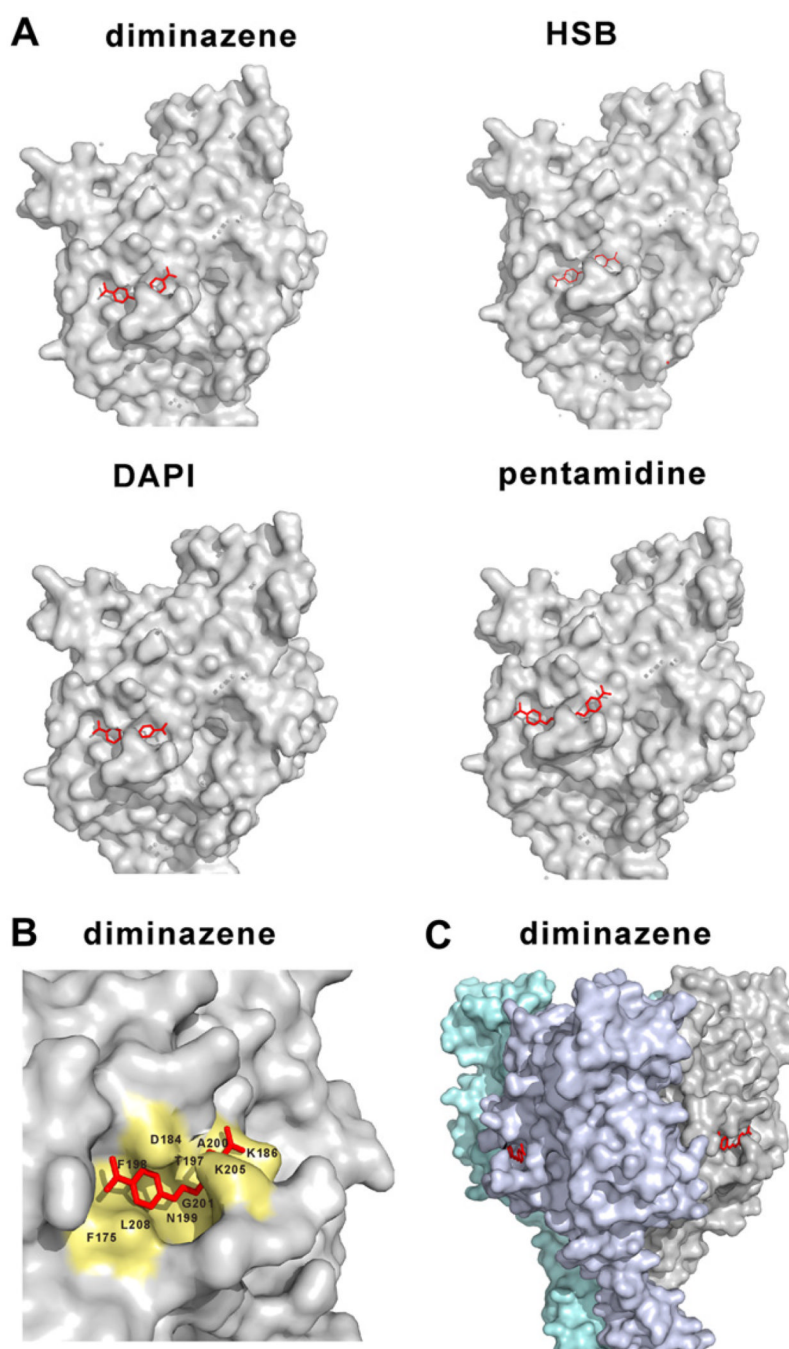 A diminazene HSB
DAPI pentamidine
B diminazene C diminazene
D184 A200 K186
F198 T197 K205
G201
L208 N199
F175